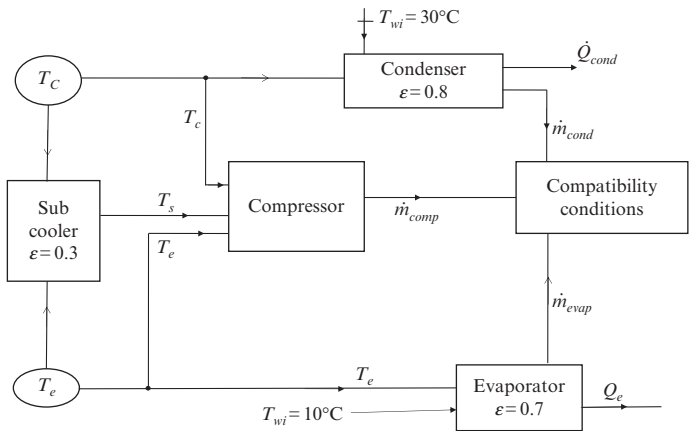 T_wi = 30°C
Q̇_cond
T_C
Condenser
ε = 0.8
T_c
ṁ_cond
Sub
cooler
ε = 0.3
T_s
Compressor
ṁ_comp
Compatibility
conditions
T_e
ṁ_evap
T_e
T_e
Evaporator
ε = 0.7
Q_e
T_wi = 10°C